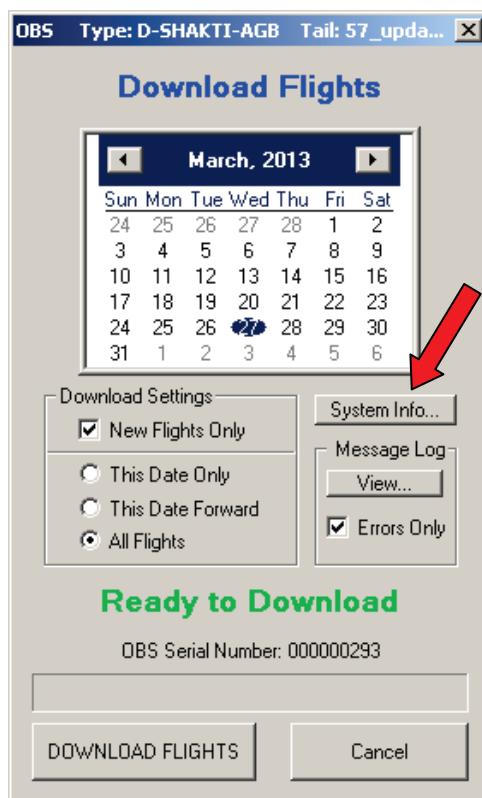 OBS Type: D-SHAKTI-AGB Tail: 57_upda...
Download Flights
March, 2013
Sun Mon Tue Wed Thu Fri Sat
24 25 26 27 28 1 2
3 4 5 6 7 8 9
10 11 12 13 14 15 16
17 18 19 20 21 22 23
24 25 26 27 28 29 30
31 1 2 3 4 5 6
Download Settings
New Flights Only
This Date Only
This Date Forward
All Flights
System Info...
Message Log
View...
Errors Only
Ready to Download
OBS Serial Number: 000000293
DOWNLOAD FLIGHTS
Cancel